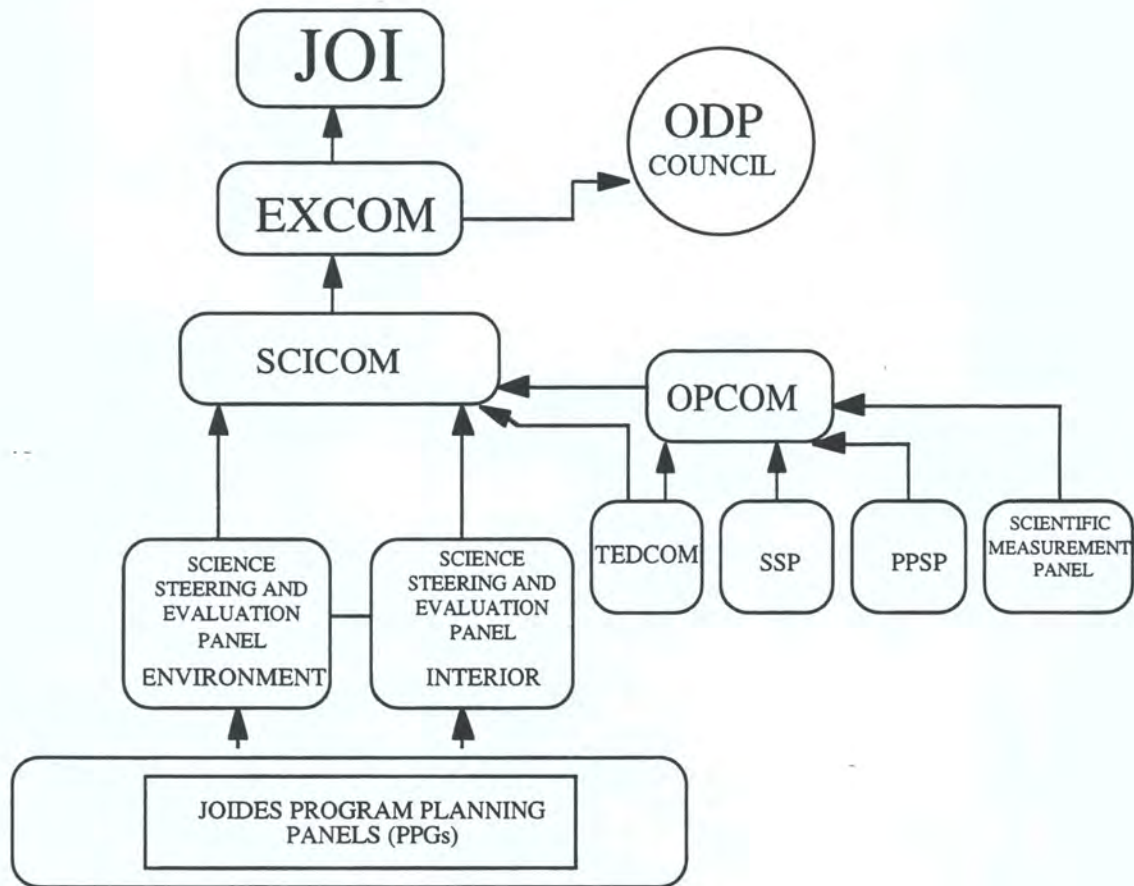 JOI
ODP
COUNCIL
EXCOM
SCICOM
OPCOM
TEDCOM
SSP
PPSP
SCIENTIFIC
MEASUREMENT
PANEL
SCIENCE
STEERING AND
EVALUATION
PANEL
ENVIRONMENT
SCIENCE
STEERING AND
EVALUATION
PANEL
INTERIOR
JOIDES PROGRAM PLANNING
PANELS (PPGs)